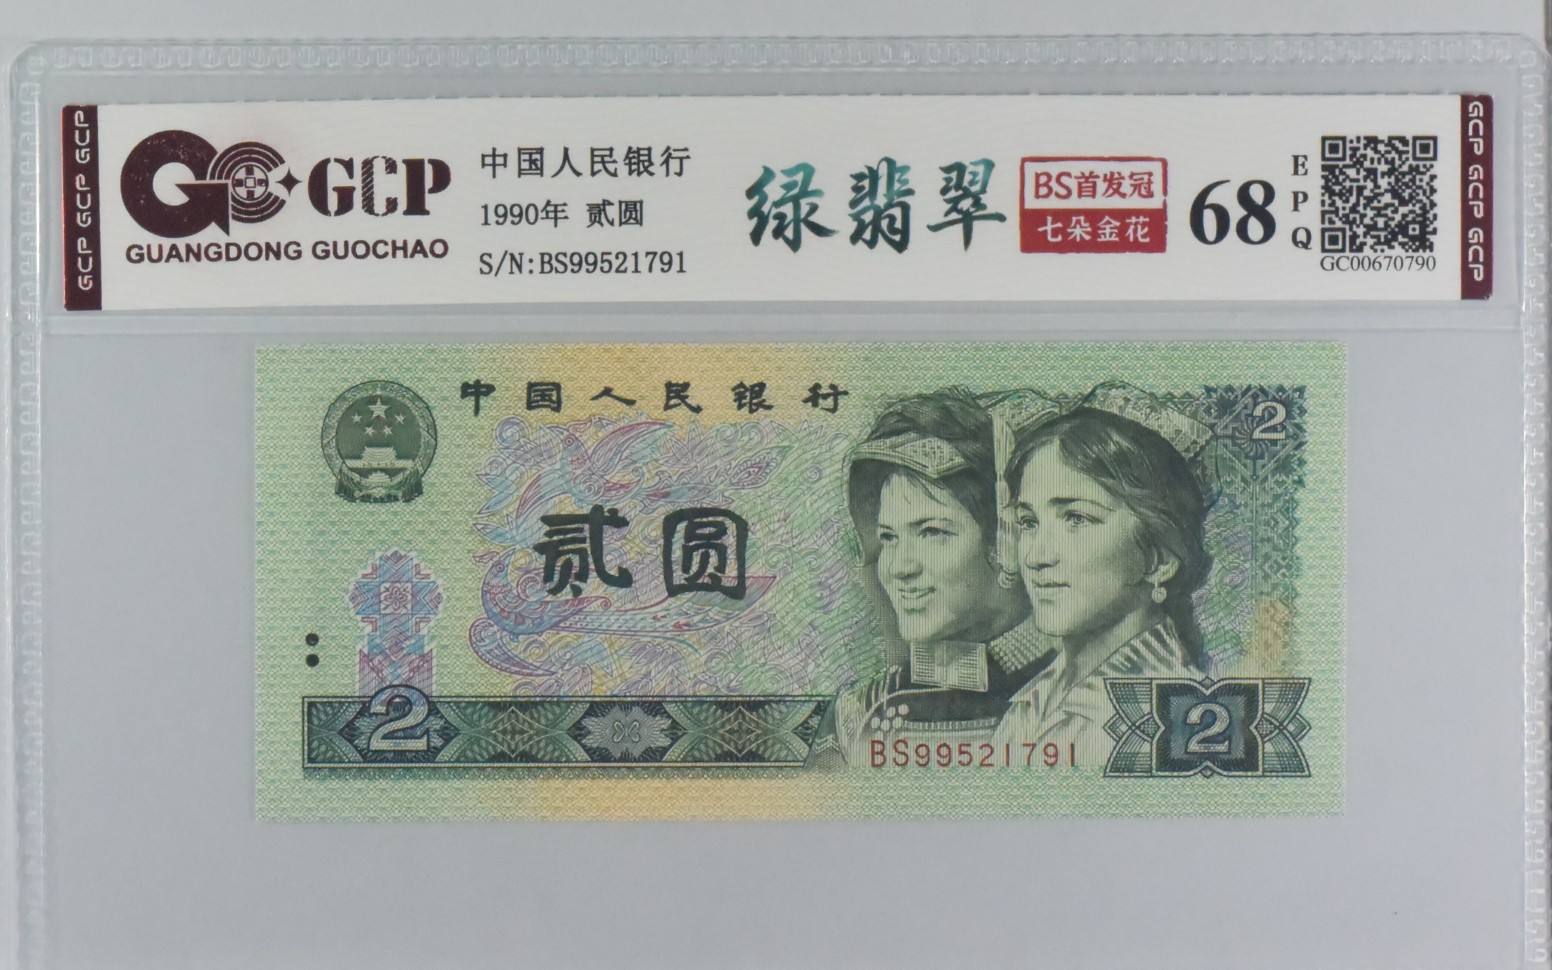 GCP GCP GCP
GCP
GUANGDONG GUOCHAO
中国人民银行
1990年 贰圆
S/N:BS99521791
绿翡翠
BS首发冠
七朵金花
68
EPQ
GC00670790
GCP GCP GCP
中国人民银行
2
贰圆
2
BS99521791
2